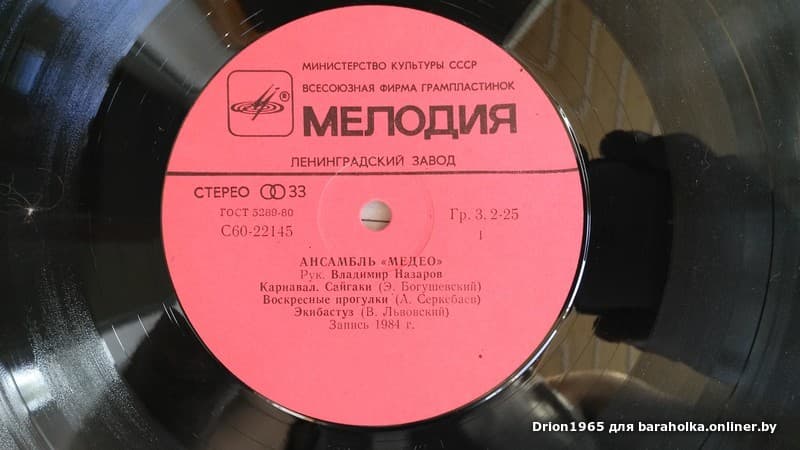 МИНИСТЕРСТВО КУЛЬТУРЫ СССР
ВСЕСОЮЗНАЯ ФИРМА ГРАМПЛАСТИНОК
®
МЕЛОДИЯ
ЛЕНИНГРАДСКИЙ ЗАВОД
СТЕРЕО 33
ГОСТ 5289-80
С60-22145
Гр. 3. 2-25
1
АНСАМБЛЬ «МЕДЕО»
Рук. Владимир Назаров
Карнавал. Сайгаки (Э. Богушевский)
Воскресные прогулки (А. Серкебаев)
Экибастуз (В. Львовский)
Запись 1984 г.
Drion1965 для baraholka.onliner.by